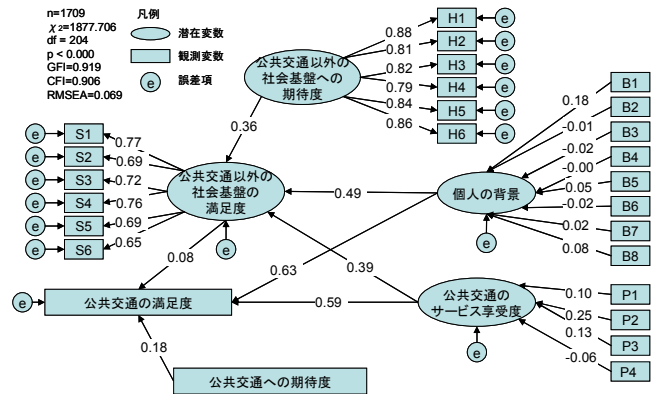 n=1709
χ2=1877.706
df = 204
p < 0.000
GFI=0.919
CFI=0.906
RMSEA=0.069
凡例
潜在変数
観測変数
e
誤差項
公共交通以外の
社会基盤への
期待度
0.88
0.81
0.82
0.79
0.84
0.86
H1
e
H2
e
H3
e
H4
e
H5
e
H6
e
0.36
e
S1
e
S2
e
S3
e
S4
e
S5
e
S6
0.77
0.69
0.72
0.76
0.69
0.65
公共交通以外の
社会基盤の
満足度
e
0.49
個人の背景
e
0.18
-0.01
-0.02
-0.00
0.05
-0.02
0.02
0.08
B1
B2
B3
B4
B5
B6
B7
B8
0.08
0.63
0.39
e
公共交通の満足度
0.59
公共交通の
サービス享受度
e
0.10
0.25
0.13
-0.06
P1
P2
P3
P4
0.18
公共交通への期待度